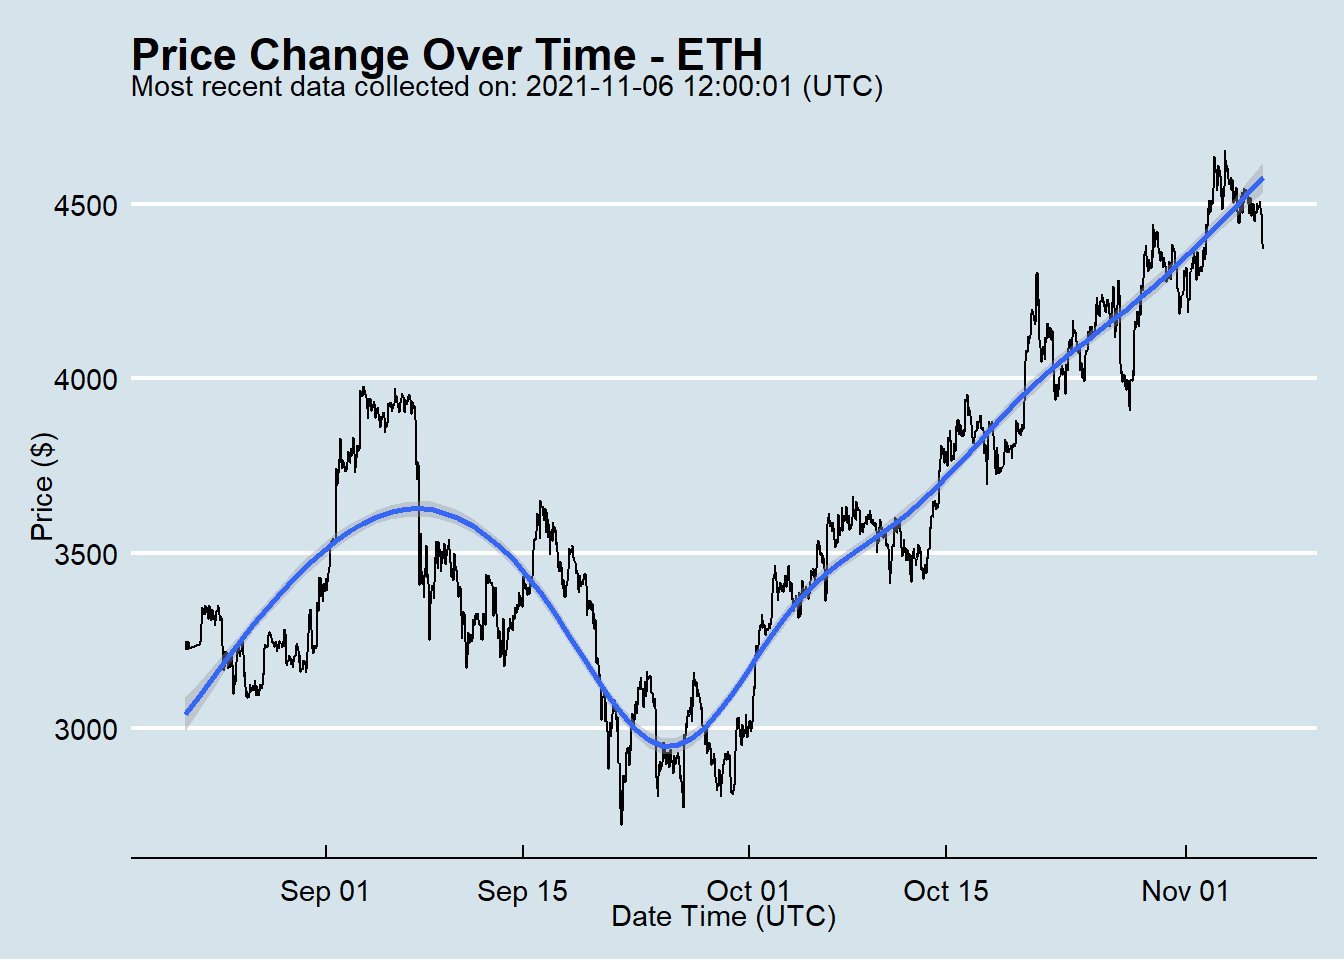 Price Change Over Time - ETH
Most recent data collected on: 2021-11-06 12:00:01 (UTC)
Price ($)
4500
4000
3500
3000
Sep 01
Sep 15
Oct 01
Oct 15
Nov 01
Date Time (UTC)